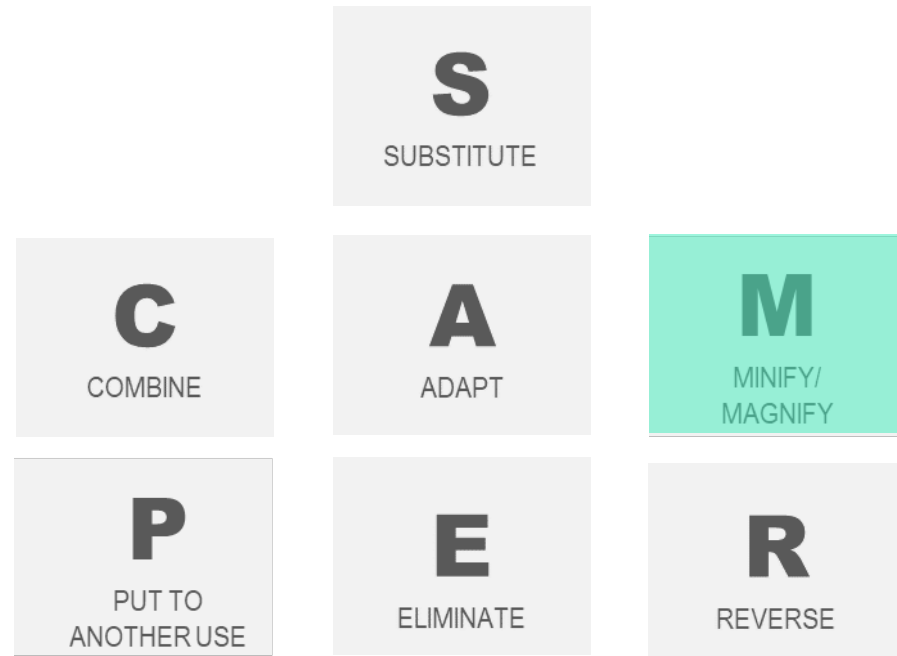 S
SUBSTITUTE
C
COMBINE
A
ADAPT
M
MINIFY/
MAGNIFY
P
PUT TO
ANOTHER USE
E
ELIMINATE
R
REVERSE